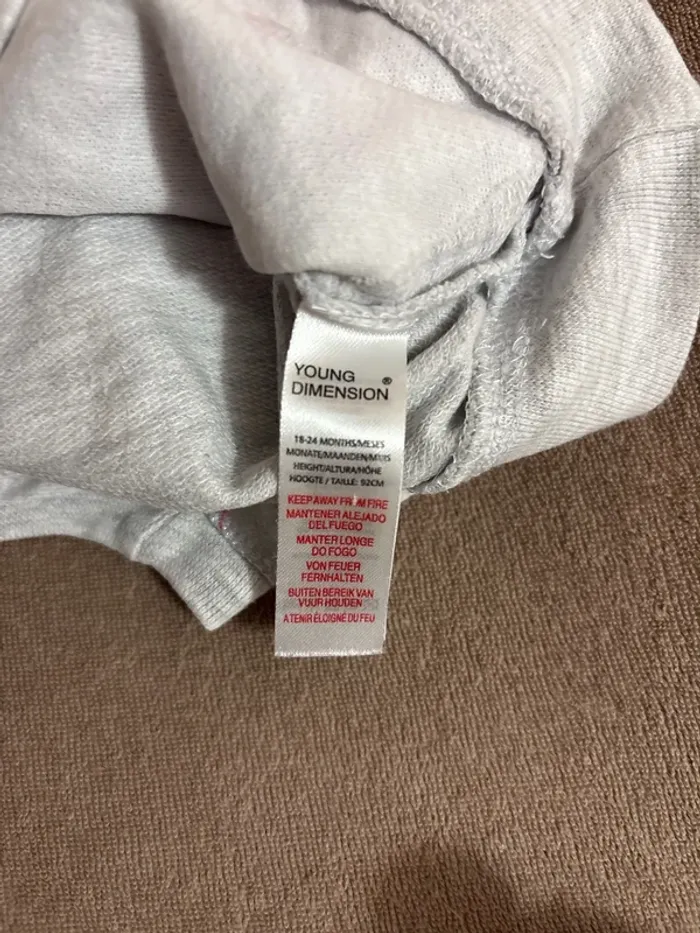 YOUNG
DIMENSION ®
18-24 MONTHS/MESES
MONATE/MAANDEN/MOIS
HEIGHT/ALTURA/HÖHE
HOOGTE / TAILLE: 92CM
KEEP AWAY FROM FIRE
MANTENER ALEJADO
DEL FUEGO
MANTER LONGE
DO FOGO
VON FEUER
FERNHALTEN
BUITEN BEREIK VAN
VUUR HOUDEN
A TENIR ÉLOIGNÉ DU FEU